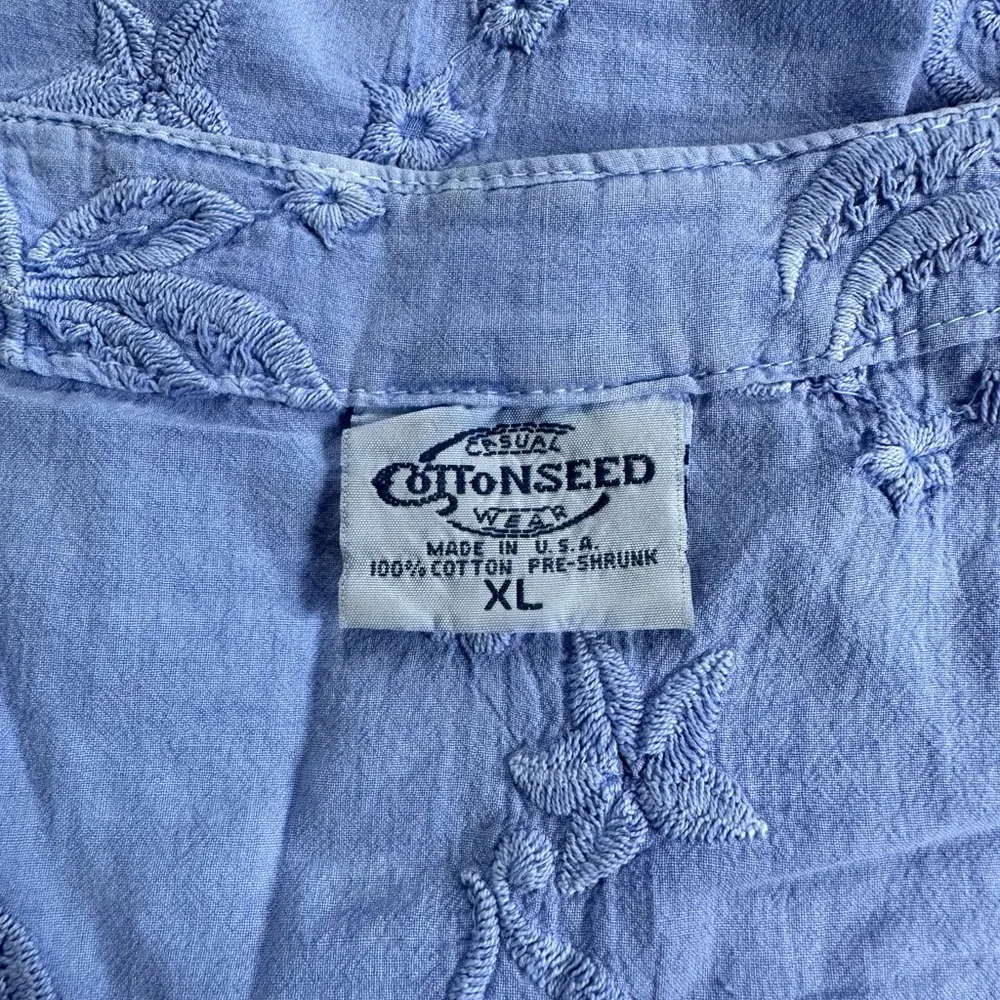 CASUAL
COTTONSEED
WEAR
MADE IN U.S.A.
100% COTTON PRE-SHRUNK
XL